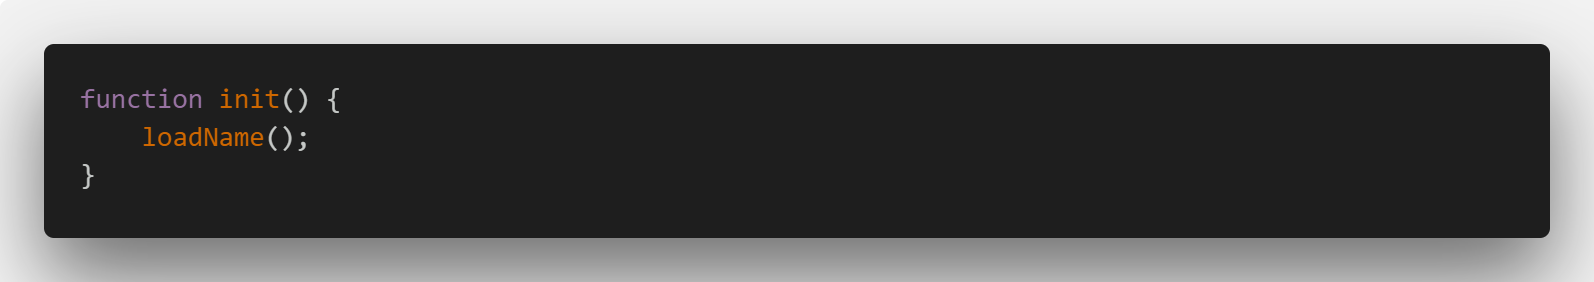 function init() {
    loadName();
}